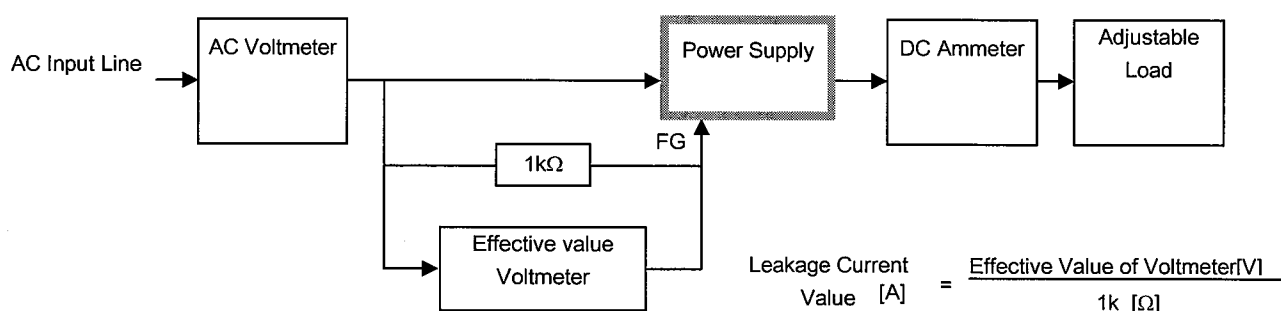 AC Input Line
AC Voltmeter
Power Supply
DC Ammeter
Adjustable
Load
FG
1kΩ
Effective value
Voltmeter
Leakage Current
Value [A]
=
Effective Value of Voltmeter[V]
1k [Ω]